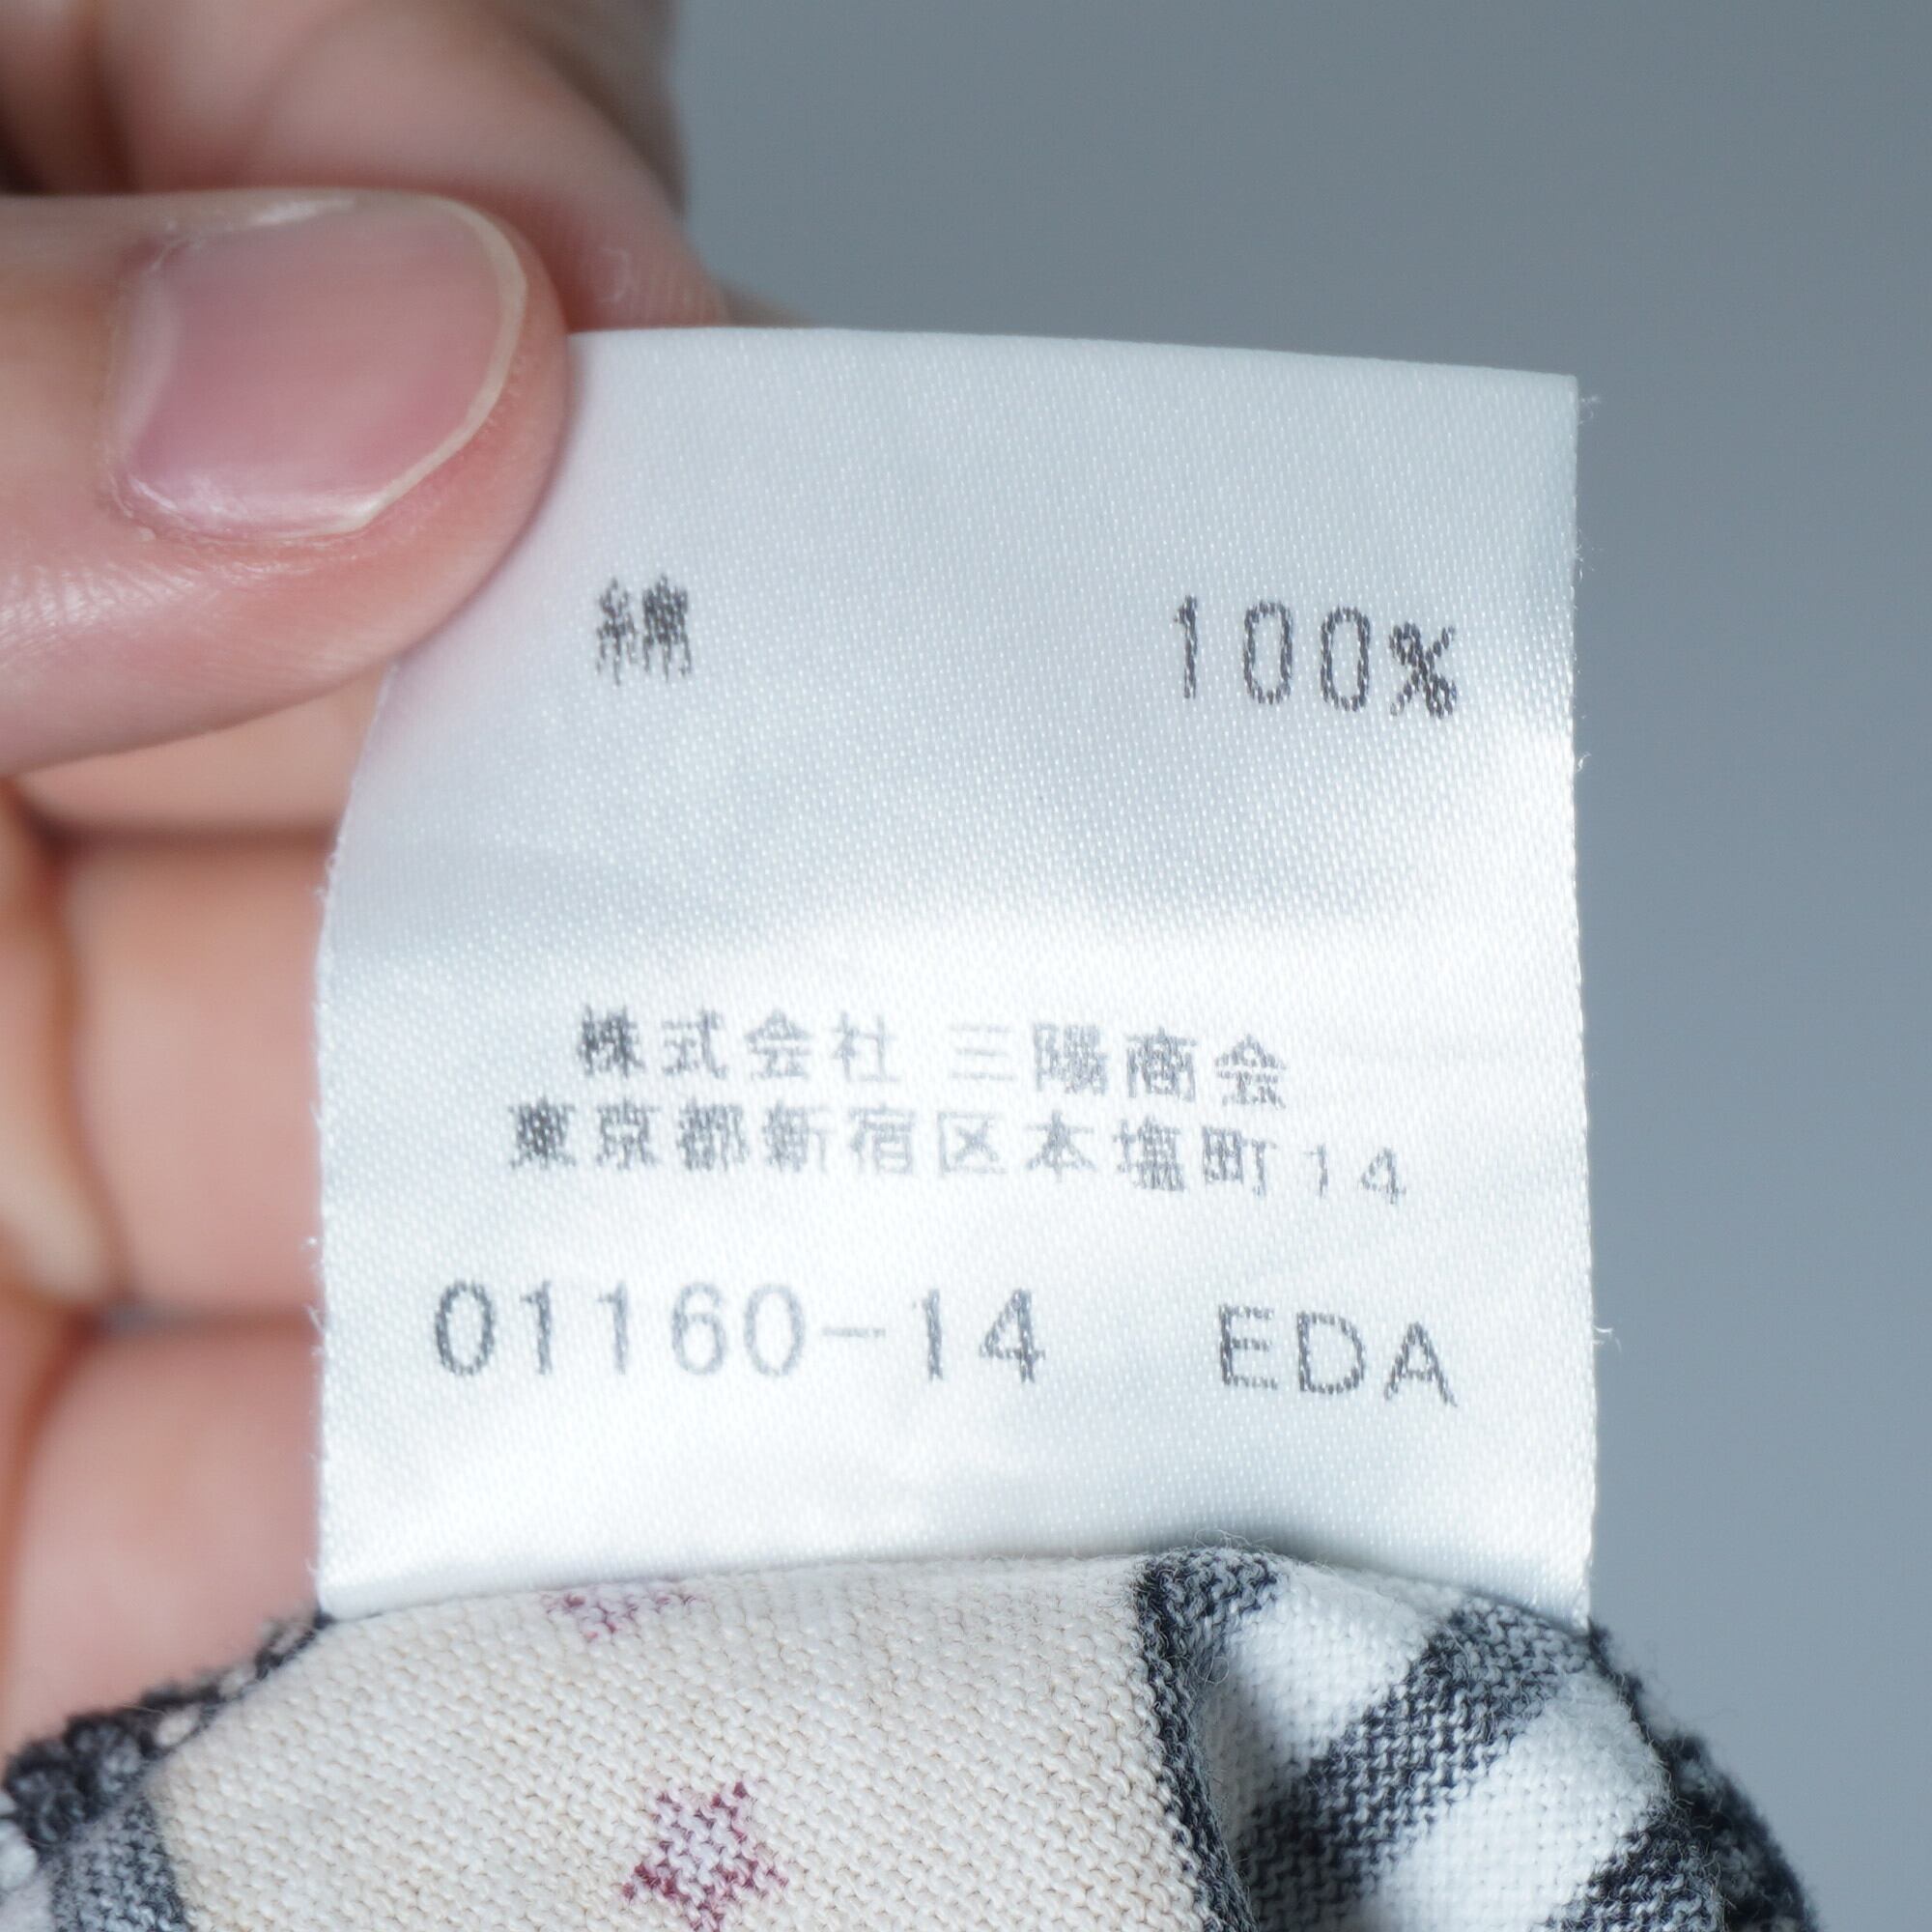 綿 100%
株式会社 三陽商会
東京都新宿区本塩町14
01160-14 EDA